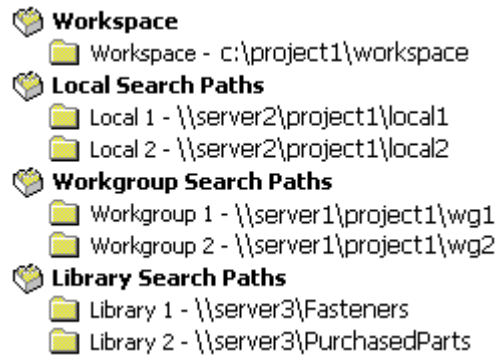 Workspace
Workspace - c:\project1\workspace
Local Search Paths
Local 1 - \\server2\project1\local1
Local 2 - \\server2\project1\local2
Workgroup Search Paths
Workgroup 1 - \\server1\project1\wg1
Workgroup 2 - \\server1\project1\wg2
Library Search Paths
Library 1 - \\server3\Fasteners
Library 2 - \\server3\PurchasedParts